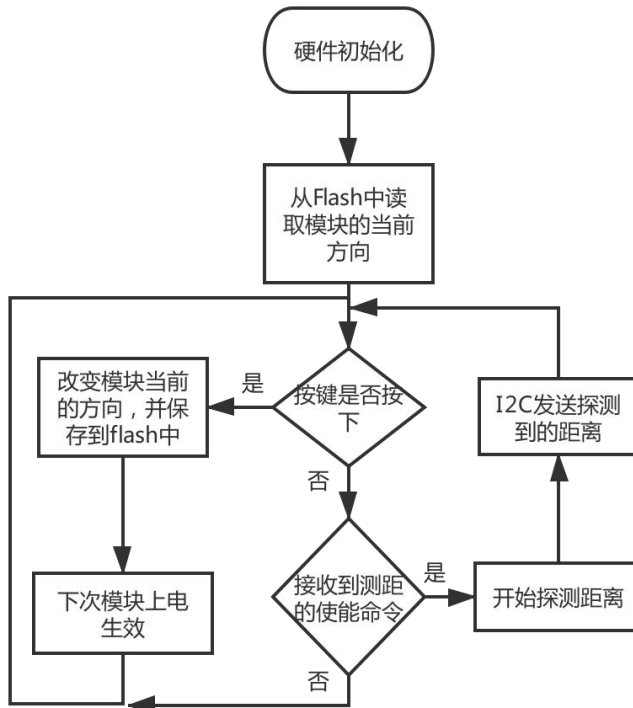 硬件初始化
从Flash中读
取模块的当前
方向
按键是否按
下
是
改变模块当前
的方向，并保
存到flash中
下次模块上电
生效
否
接收到测距
的使能命令
是
开始探测距离
I2C发送探测
到的距离
否